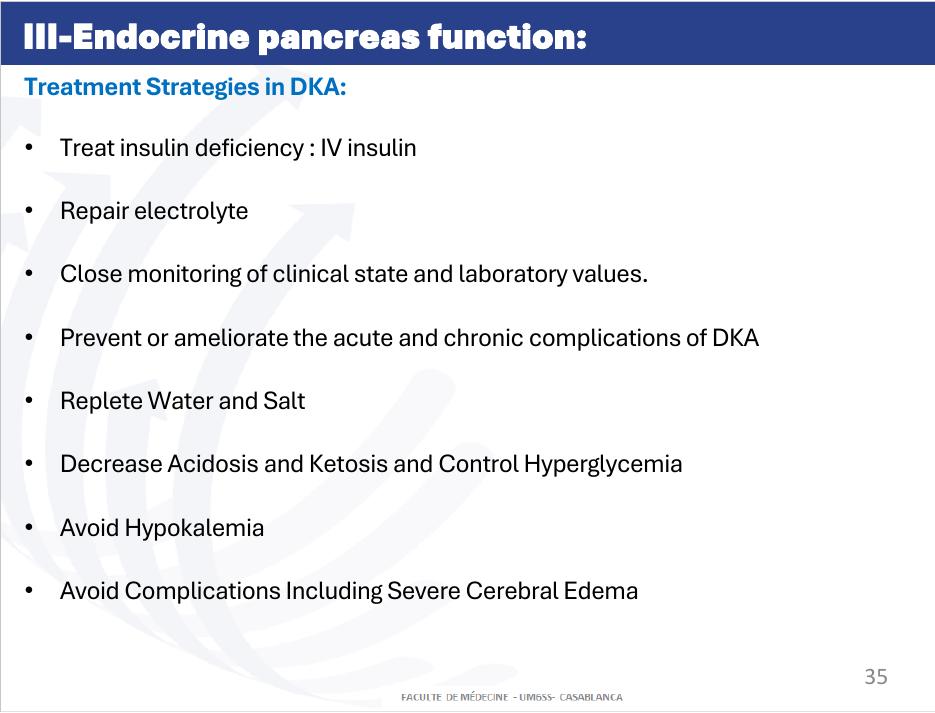 III-Endocrine pancreas function:
Treatment Strategies in DKA:
• Treat insulin deficiency : IV insulin
• Repair electrolyte
• Close monitoring of clinical state and laboratory values.
• Prevent or ameliorate the acute and chronic complications of DKA
• Replete Water and Salt
• Decrease Acidosis and Ketosis and Control Hyperglycemia
• Avoid Hypokalemia
• Avoid Complications Including Severe Cerebral Edema
35
FACULTE DE MÉDECINE - UM6SS- CASABLANCA